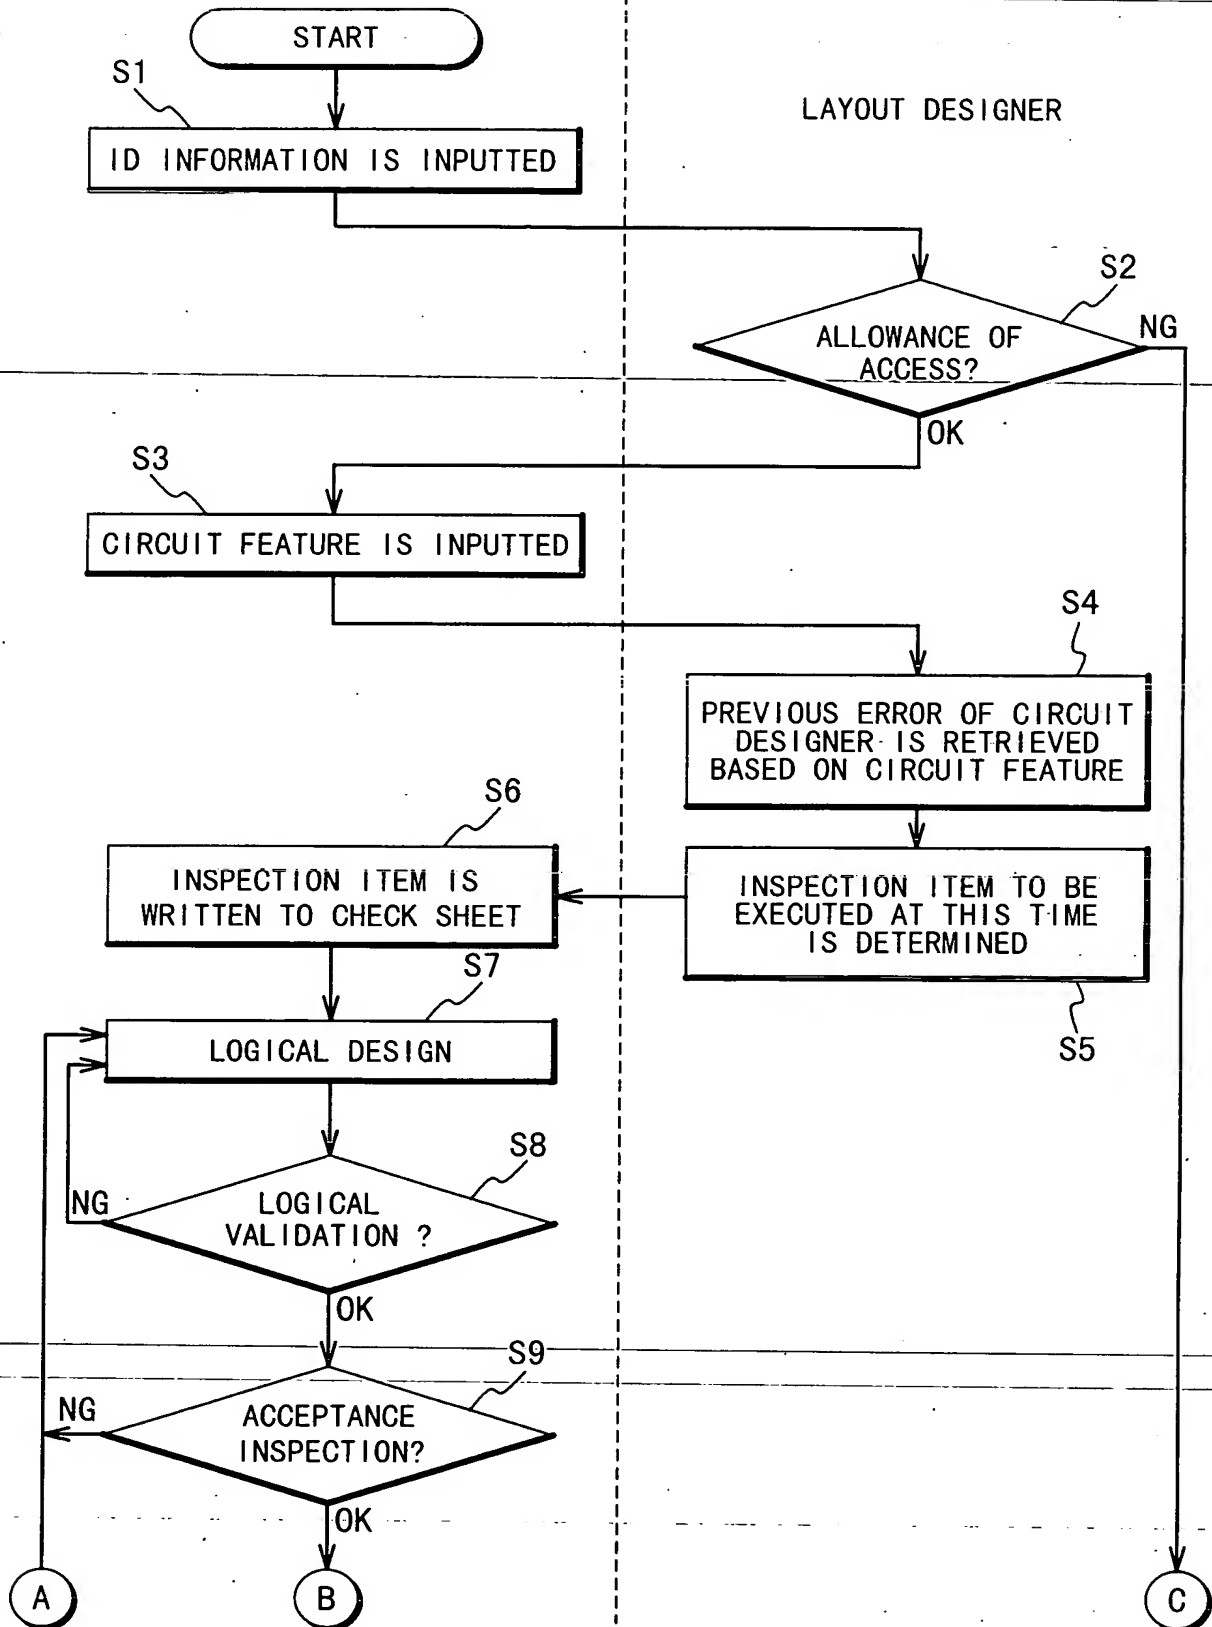 START
S1
LAYOUT DESIGNER
ID INFORMATION IS INPUTTED
S2
NG
ALLOWANCE OF
ACCESS?
OK
S3
CIRCUIT FEATURE IS INPUTTED
S4
PREVIOUS ERROR OF CIRCUIT
DESIGNER IS RETRIEVED
BASED ON CIRCUIT FEATURE
S6
INSPECTION ITEM IS
WRITTEN TO CHECK SHEET
INSPECTION ITEM TO BE
EXECUTED AT THIS TIME
IS DETERMINED
S7
S5
LOGICAL DESIGN
S8
NG
LOGICAL
VALIDATION ?
OK
S9
NG
ACCEPTANCE
INSPECTION?
OK
A
B
C